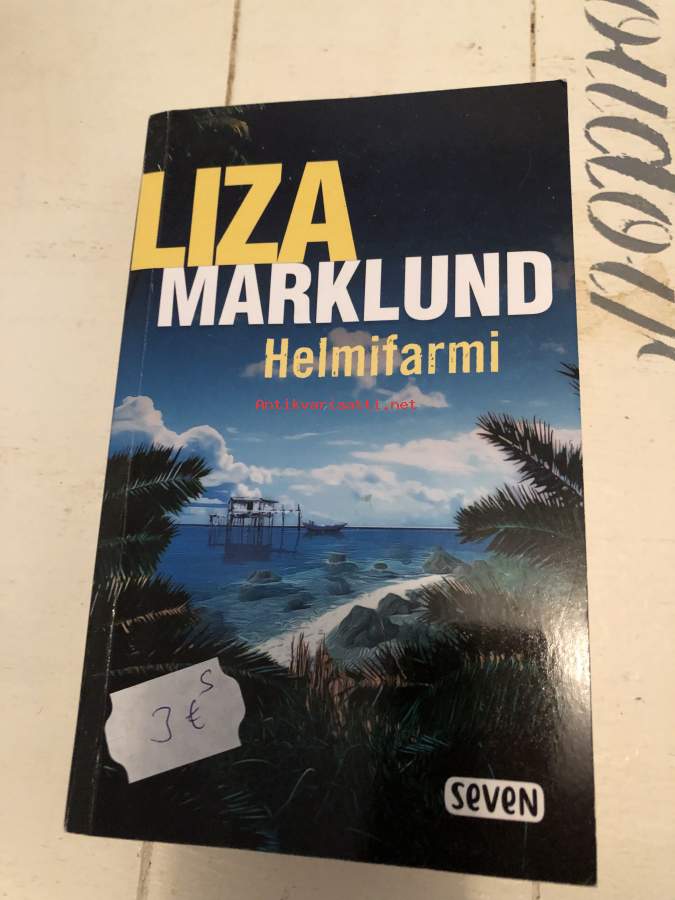 LIZA
MARKLUND
Helmifarmi
Antikvariaatti.net
s
3 €
seven